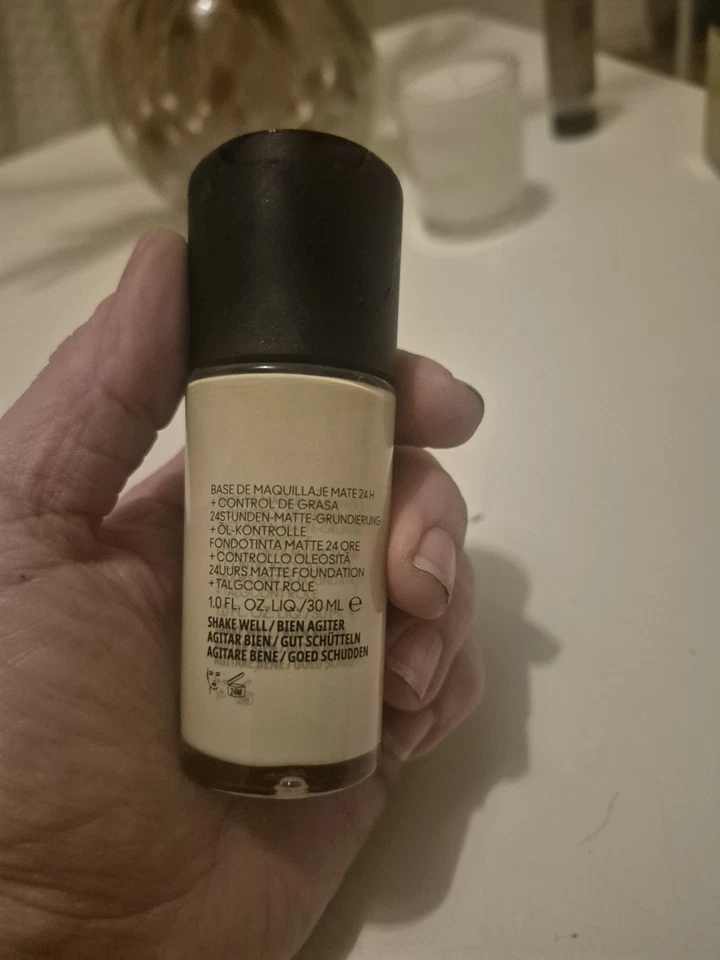 BASE DE MAQUILLAJE MATE 24 H
+ CONTROL DE GRASA
24STUNDEN-MATTE-GRUNDIERUNG
+ ÖL-KONTROLLE
FONDOTINTA MATTE 24 ORE
+ CONTROLLO OLEOSITÀ
24UURS MATTE FOUNDATION
+ TALGCONTROLE
1.0 FL. OZ. LIQ./30 ML ℮
SHAKE WELL / BIEN AGITER
AGITAR BIEN / GUT SCHÜTTELN
AGITARE BENE / GOED SCHUDDEN
24M